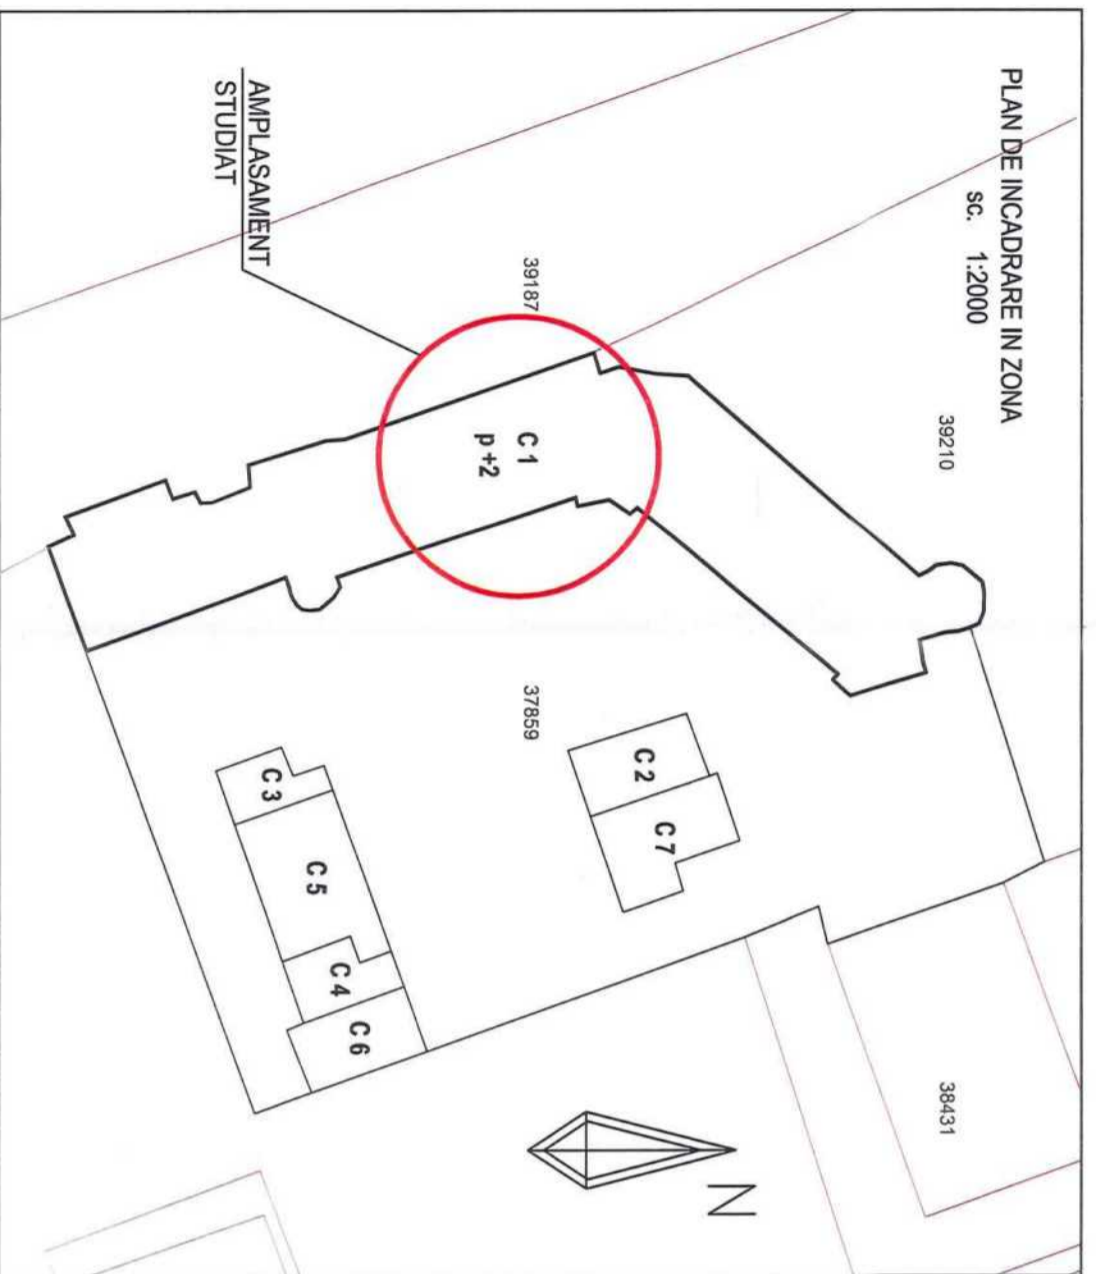 PLAN DE INCADRARE IN ZONA
sc. 1:2000
39210
38431
39187
C 1
p+2
37859
C 2
C 7
AMPLASAMENT
STUDIAT
C 3
C 5
C 4
C 6
N